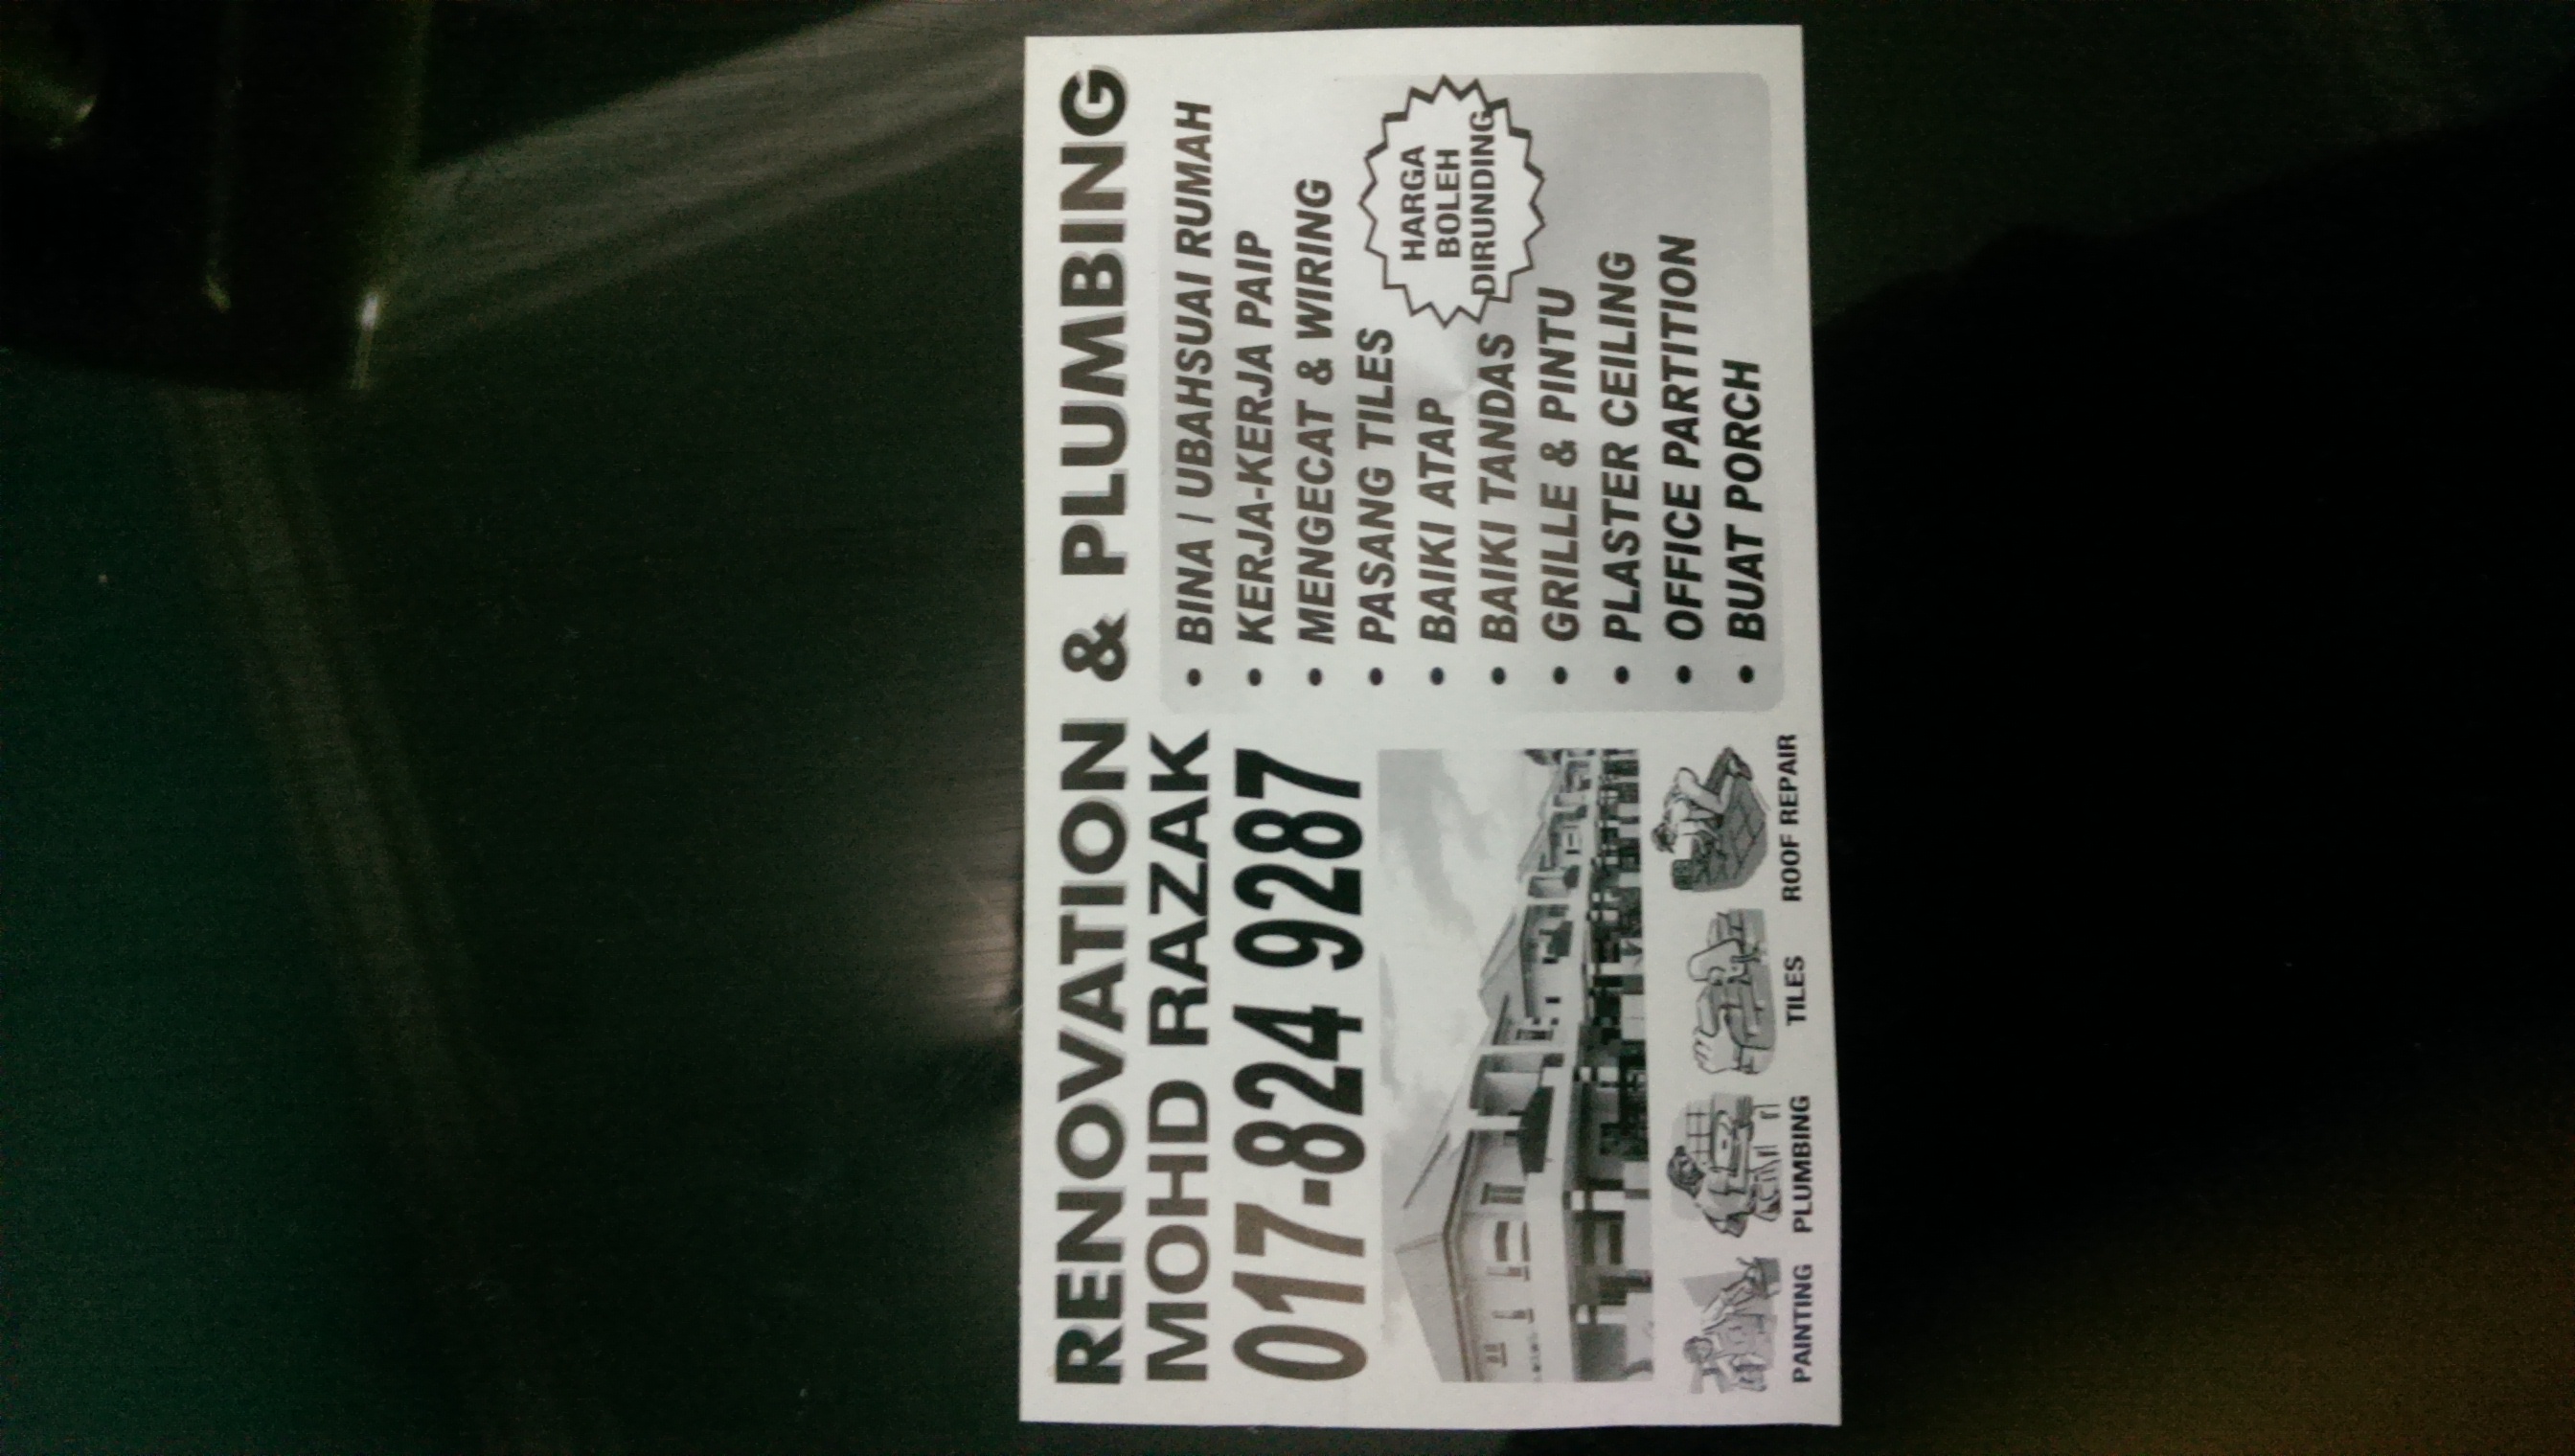 RENOVATION & PLUMBING
MOHD RAZAK
017-824 9287
PAINTING
PLUMBING
TILES
ROOF REPAIR
• BINA / UBAHSUAI RUMAH
• KERJA-KERJA PAIP
• MENGECAT & WIRING
• PASANG TILES
• BAIKI ATAP
• BAIKI TANDAS
• GRILLE & PINTU
• PLASTER CEILING
• OFFICE PARTITION
• BUAT PORCH
HARGA
BOLEH
DIRUNDING